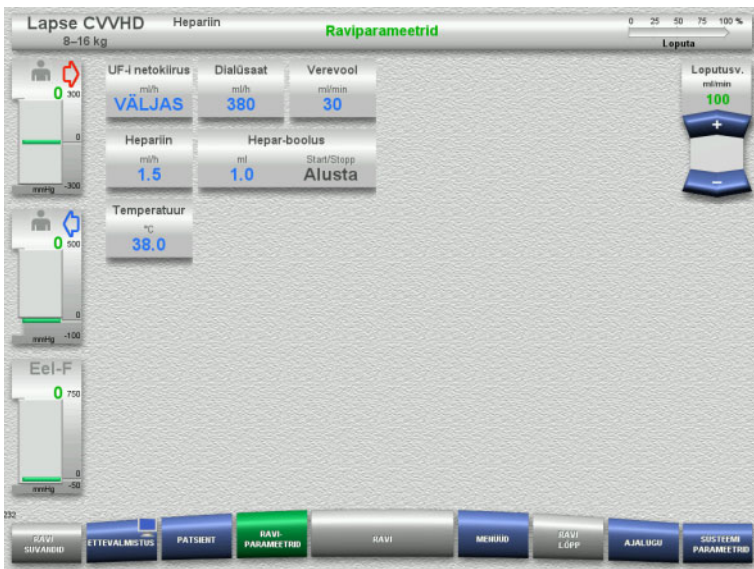 Lapse CVVHD
Hepariin
8–16 kg
Raviparameetrid
0 25 50 75 100 %
Loputa
0
300
0
-300
mmHg
UF-i netokiirus
ml/h
VÄLJAS
Dialüsaat
ml/h
380
Verevool
ml/min
30
Loputusv.
ml/min
100
+
−
Hepariin
ml/h
1.5
Hepar-boolus
ml
1.0
Start/Stopp
Alusta
Temperatuur
°C
38.0
0
500
0
-100
mmHg
Eel-F
0
750
0
-50
mmHg
232
RAVI
SUVANDID
ETTEVALMISTUS
PATSIENT
RAVI-
PARAMEETRID
RAVI
MENÜÜD
RAVI
LÕPP
AJALUGU
SÜSTEEMI
PARAMEETRID